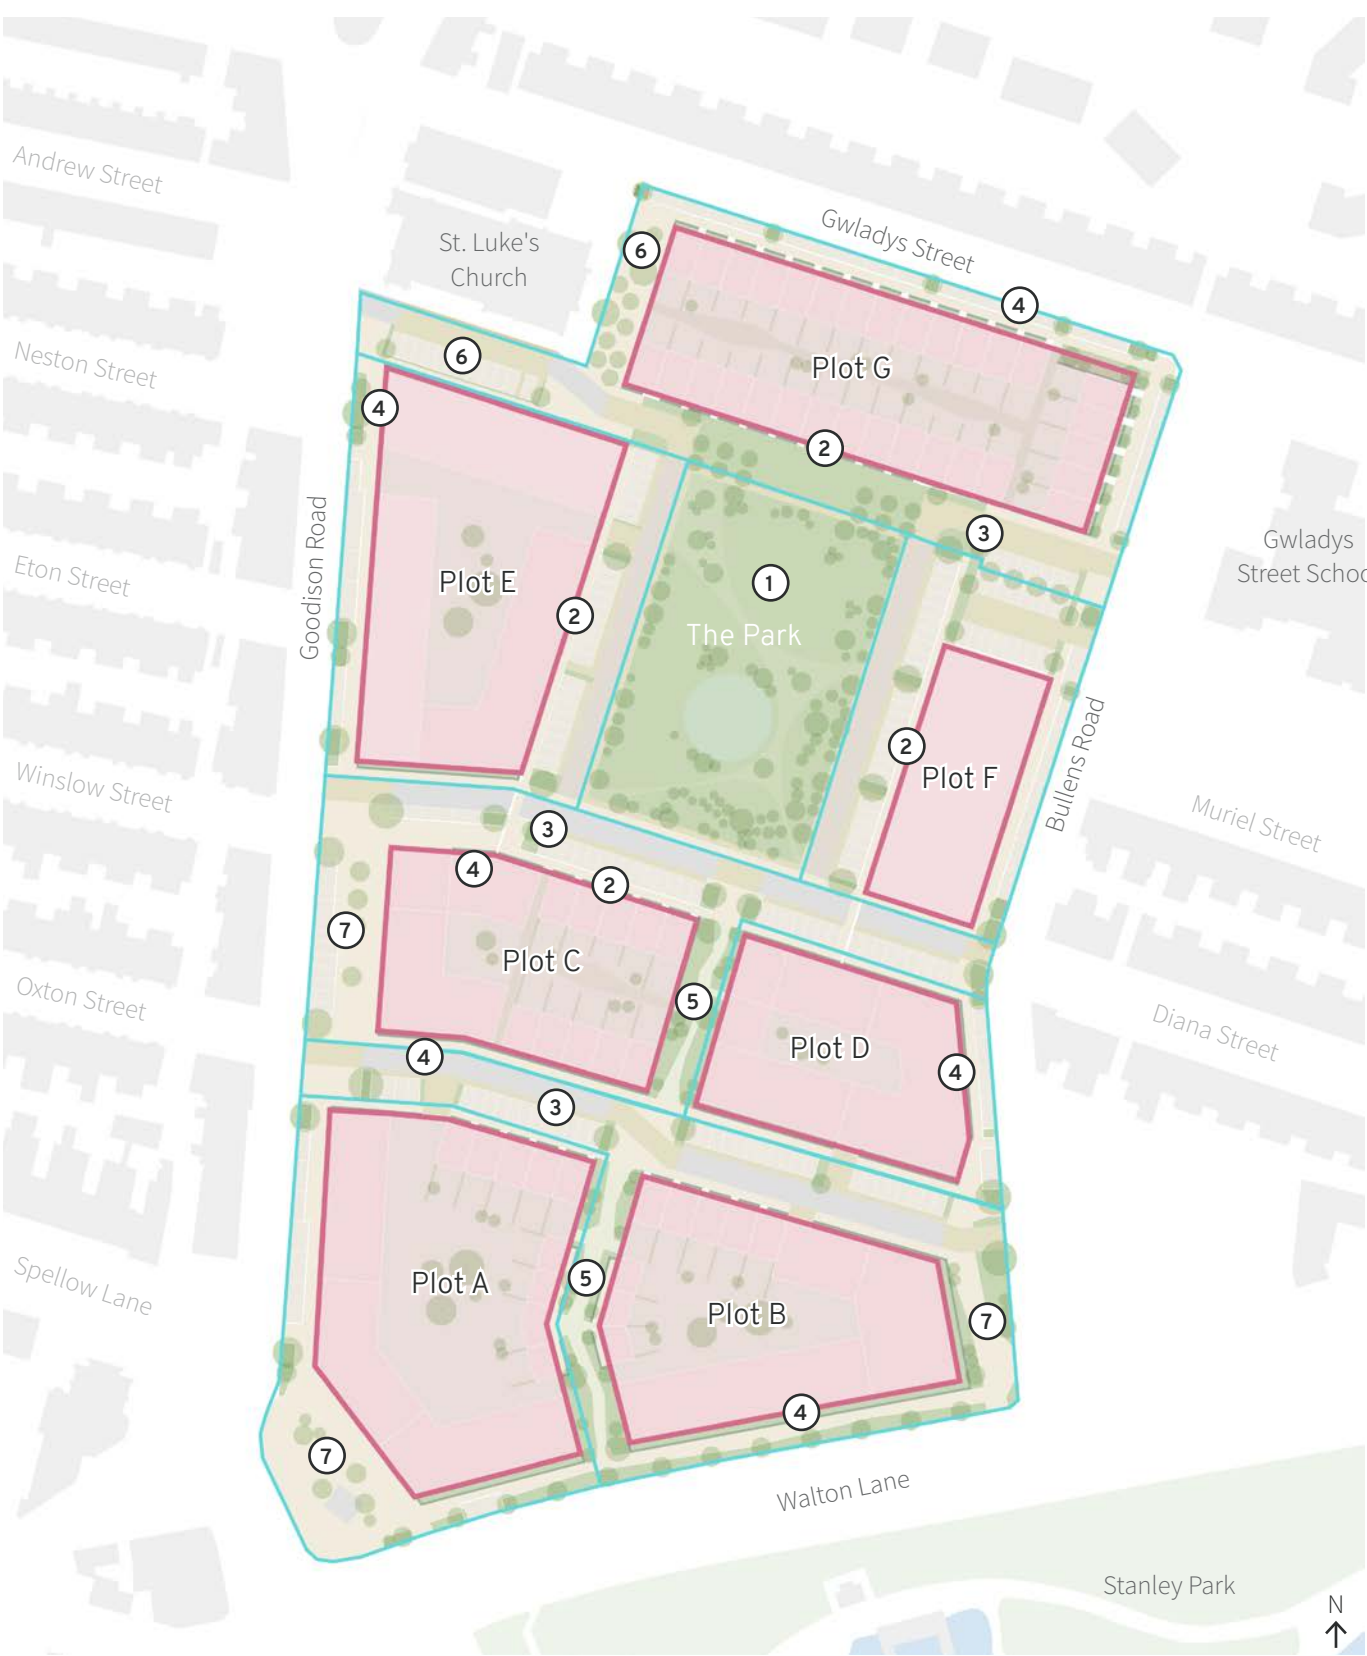 Andrew Street
Gwladys Street
St. Luke's
Church
6
4
6
Neston Street
Plot G
4
2
Goodison Road
3
Gwladys
Street Schoo
Eton Street
Plot E
1
2
The Park
Bullens Road
2
Plot F
Winslow Street
Muriel Street
3
4
2
7
Plot C
Oxton Street
5
Diana Street
Plot D
4
4
3
Spellow Lane
Plot A
5
Plot B
7
4
7
Walton Lane
Stanley Park
N